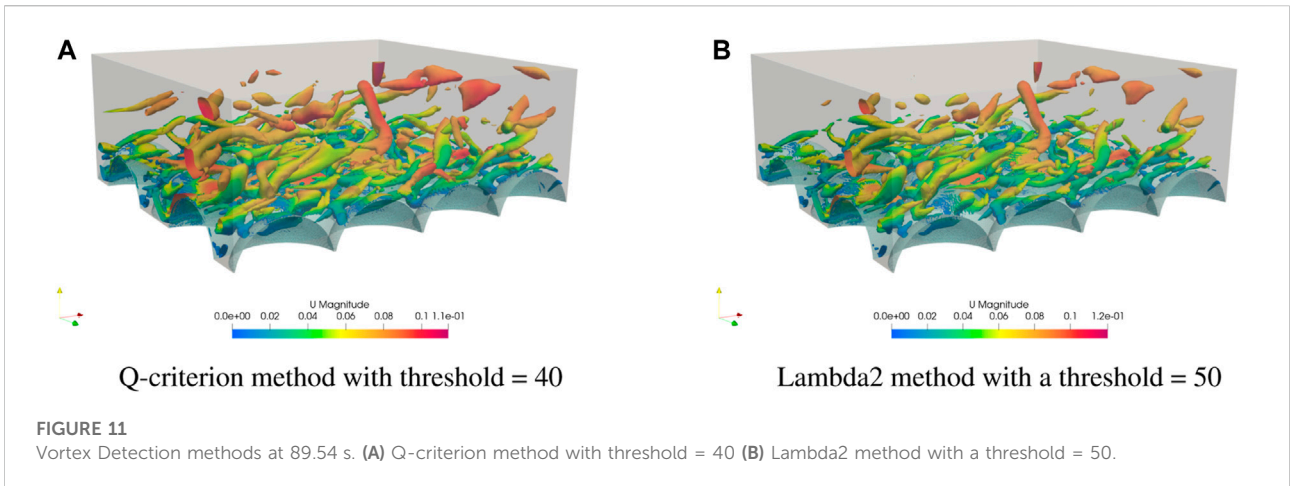 A
B
U Magnitude
0.0e+00 0.02 0.04 0.06 0.08 0.1 1.1e-01
U Magnitude
0.0e+00 0.02 0.04 0.06 0.08 0.1 1.2e-01
Q-criterion method with threshold = 40
Lambda2 method with a threshold = 50
FIGURE 11
Vortex Detection methods at 89.54 s. (A) Q-criterion method with threshold = 40 (B) Lambda2 method with a threshold = 50.